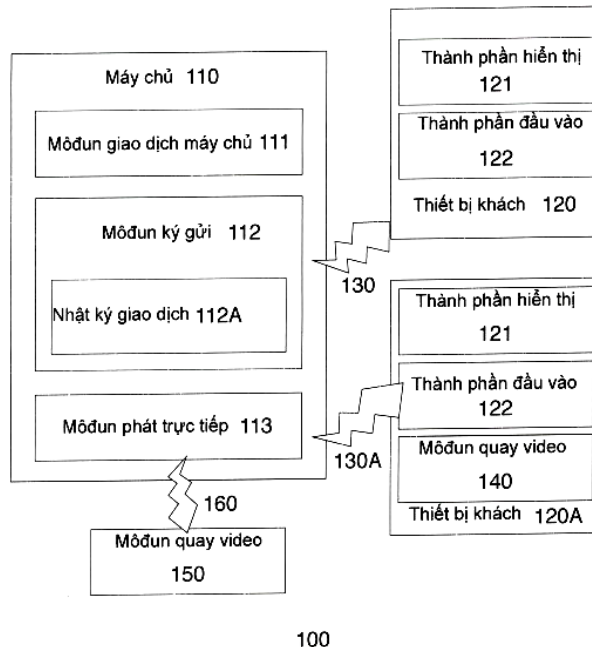 Máy chủ 110
Môđun giao dịch máy chủ 111
Môđun ký gửi 112
Nhật ký giao dịch 112A
Môđun phát trực tiếp 113
160
Môđun quay video
150
Thành phần hiển thị
121
Thành phần đầu vào
122
Thiết bị khách 120
130
Thành phần hiển thị
121
Thành phần đầu vào
122
130A
Môđun quay video
140
Thiết bị khách 120A
100